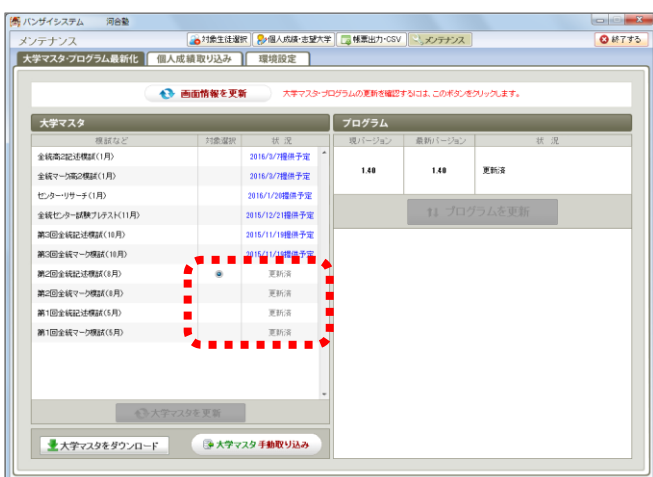 バンザイシステム 河合塾
メンテナンス 対象生徒選択 個人成績・志望大学 帳票出力・CSV メンテナンス 終了する
大学マスタ・プログラム最新化 個人成績取り込み 環境設定
画面情報を更新 大学マスタ・プログラムの更新を確認するには、このボタンをクリックします。
大学マスタ プログラム
模試など 対象選択 状 況 現バージョン 最新バージョン 状 況
全統高2記述模試(1月) 2016/3/7提供予定
全統マーク高2模試(1月) 2016/3/7提供予定
1.40 1.40 更新済
センター・リサーチ(1月) 2016/1/20提供予定
全統センター試験プレテスト(11月) 2015/12/21提供予定
プログラムを更新
第3回全統記述模試(10月) 2015/11/19提供予定
第3回全統マーク模試(10月) 2015/11/19提供予定
第2回全統記述模試(8月) 更新済
第2回全統マーク模試(8月) 更新済
第1回全統記述模試(5月) 更新済
第1回全統マーク模試(5月) 更新済
大学マスタを更新
大学マスタをダウンロード 大学マスタ手動取り込み